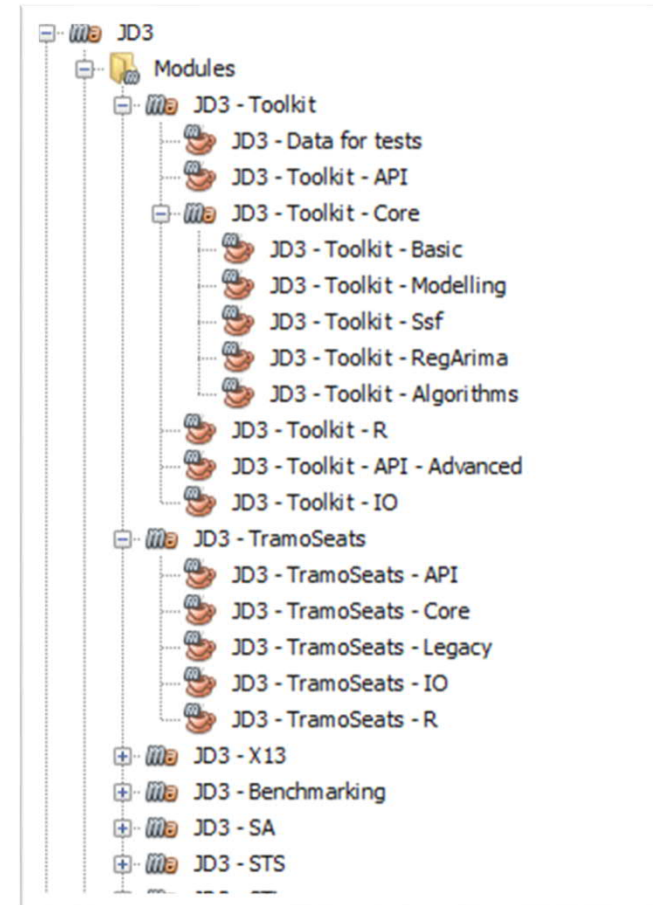 JD3
Modules
JD3 - Toolkit
JD3 - Data for tests
JD3 - Toolkit - API
JD3 - Toolkit - Core
JD3 - Toolkit - Basic
JD3 - Toolkit - Modelling
JD3 - Toolkit - Ssf
JD3 - Toolkit - RegArima
JD3 - Toolkit - Algorithms
JD3 - Toolkit - R
JD3 - Toolkit - API - Advanced
JD3 - Toolkit - IO
JD3 - TramoSeats
JD3 - TramoSeats - API
JD3 - TramoSeats - Core
JD3 - TramoSeats - Legacy
JD3 - TramoSeats - IO
JD3 - TramoSeats - R
JD3 - X13
JD3 - Benchmarking
JD3 - SA
JD3 - STS